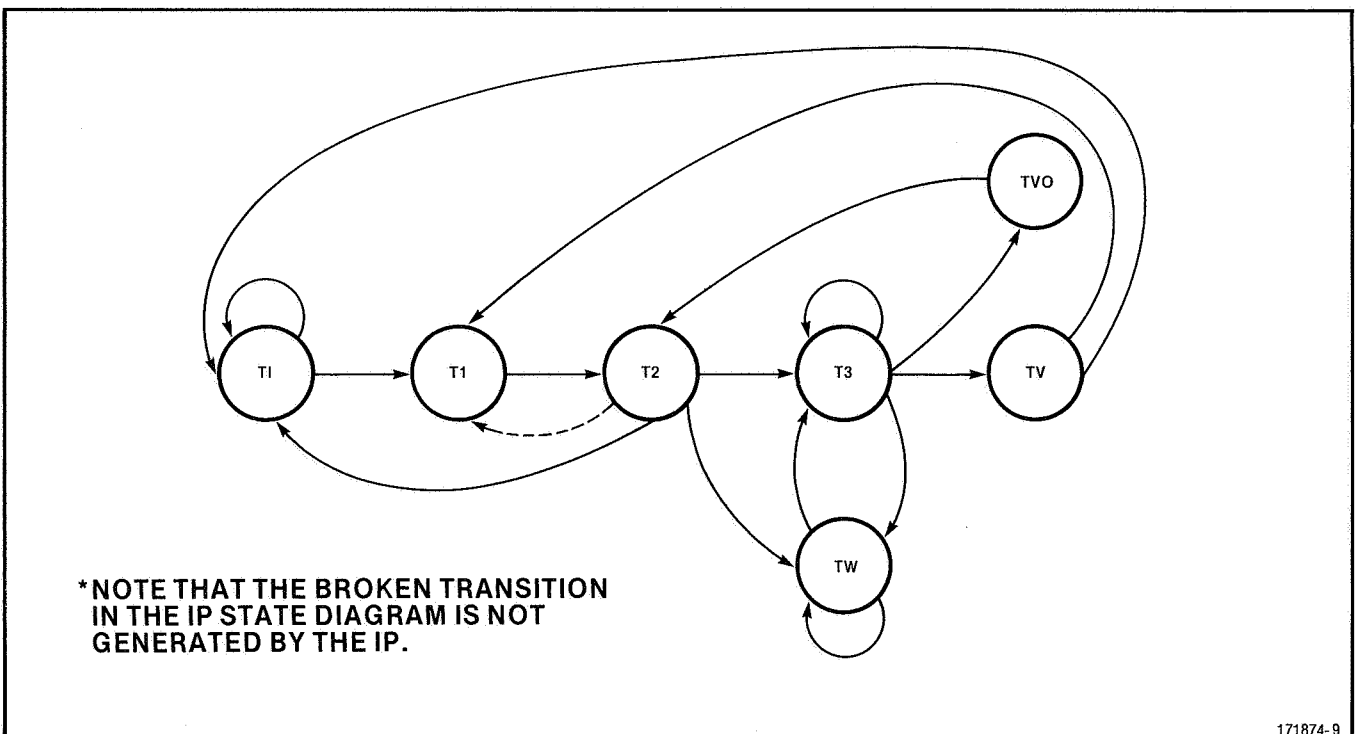 TVO
TI
T1
T2
T3
TV
TW
*NOTE THAT THE BROKEN TRANSITION
IN THE IP STATE DIAGRAM IS NOT
GENERATED BY THE IP.
171874-9